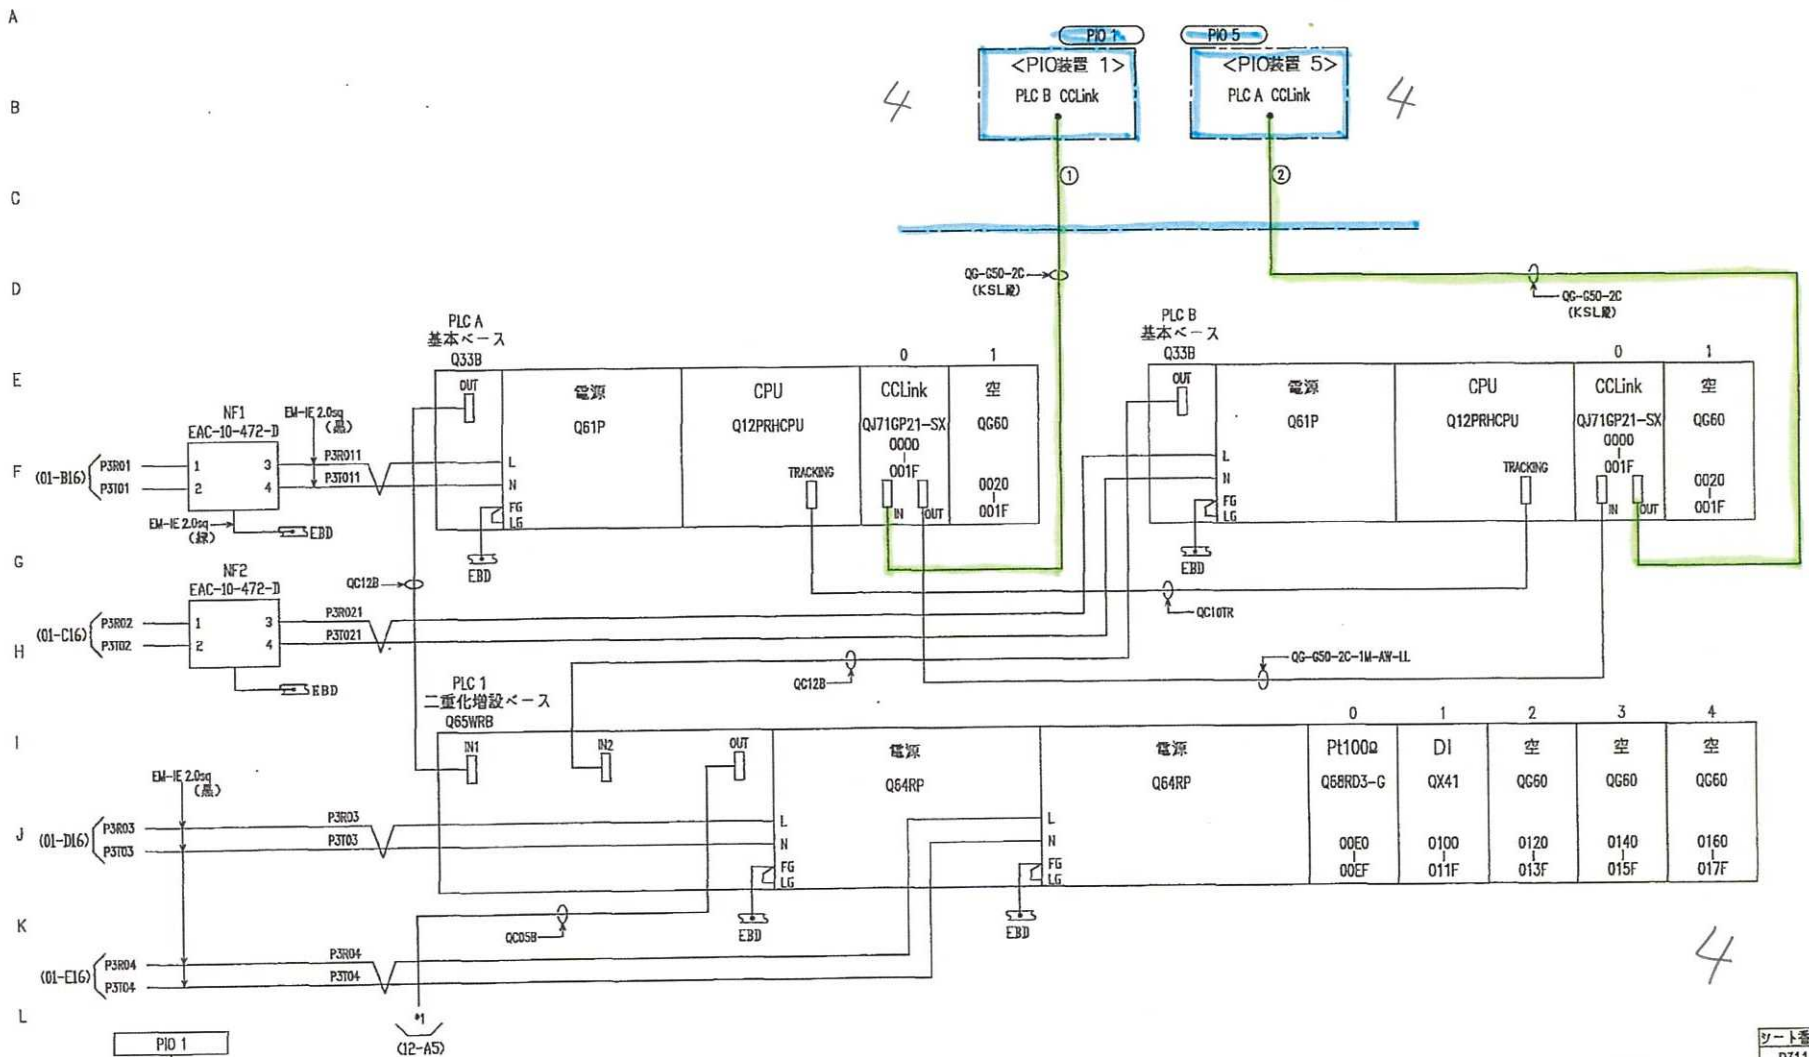 A
B
C
D
E
F
G
H
I
J
K
L
PIO 1
PIO 5
<PIO装置 1>
PLC B CCLink
<PIO装置 5>
PLC A CCLink
4
4
①
②
QG-G50-2C
(KSL殿)
QG-G50-2C
(KSL殿)
PLC A
基本ベース
Q33B
OUT
電源
Q61P
L
N
FG
LG
EBD
CPU
Q12PRHCPU
TRACKING
0
CCLink
QJ71GP21-SX
0000
001F
IN
OUT
1
空
QG60
0020
001F
PLC B
基本ベース
Q33B
OUT
電源
Q61P
L
N
FG
LG
EBD
CPU
Q12PRHCPU
TRACKING
0
CCLink
QJ71GP21-SX
0000
001F
IN
OUT
1
空
QG60
0020
001F
NF1
EAC-10-472-D
EM-IE 2.0sq
(黒)
(01-B16)
P3R01
P3T01
1
2
3
4
P3R011
P3T011
EM-IE 2.0sq
(緑)
EBD
NF2
EAC-10-472-D
(01-C16)
P3R02
P3T02
1
2
3
4
P3R021
P3T021
EBD
QC12B
QC10TR
QC12B
QG-G50-2C-1M-AW-LL
PLC 1
二重化増設ベース
Q65WRB
IN1
IN2
OUT
電源
Q64RP
電源
Q64RP
L
N
FG
LG
EBD
L
N
FG
LG
EBD
0
Pt100Ω
Q68RD3-G
00E0
00EF
1
DI
QX41
0100
011F
2
空
QG60
0120
013F
3
空
QG60
0140
015F
4
空
QG60
0160
017F
EM-IE 2.0sq
(黒)
(01-D16)
P3R03
P3T03
P3R03
P3T03
QC05B
(01-E16)
P3R04
P3T04
P3R04
P3T04
*1
(12-A5)
PIO 1
4